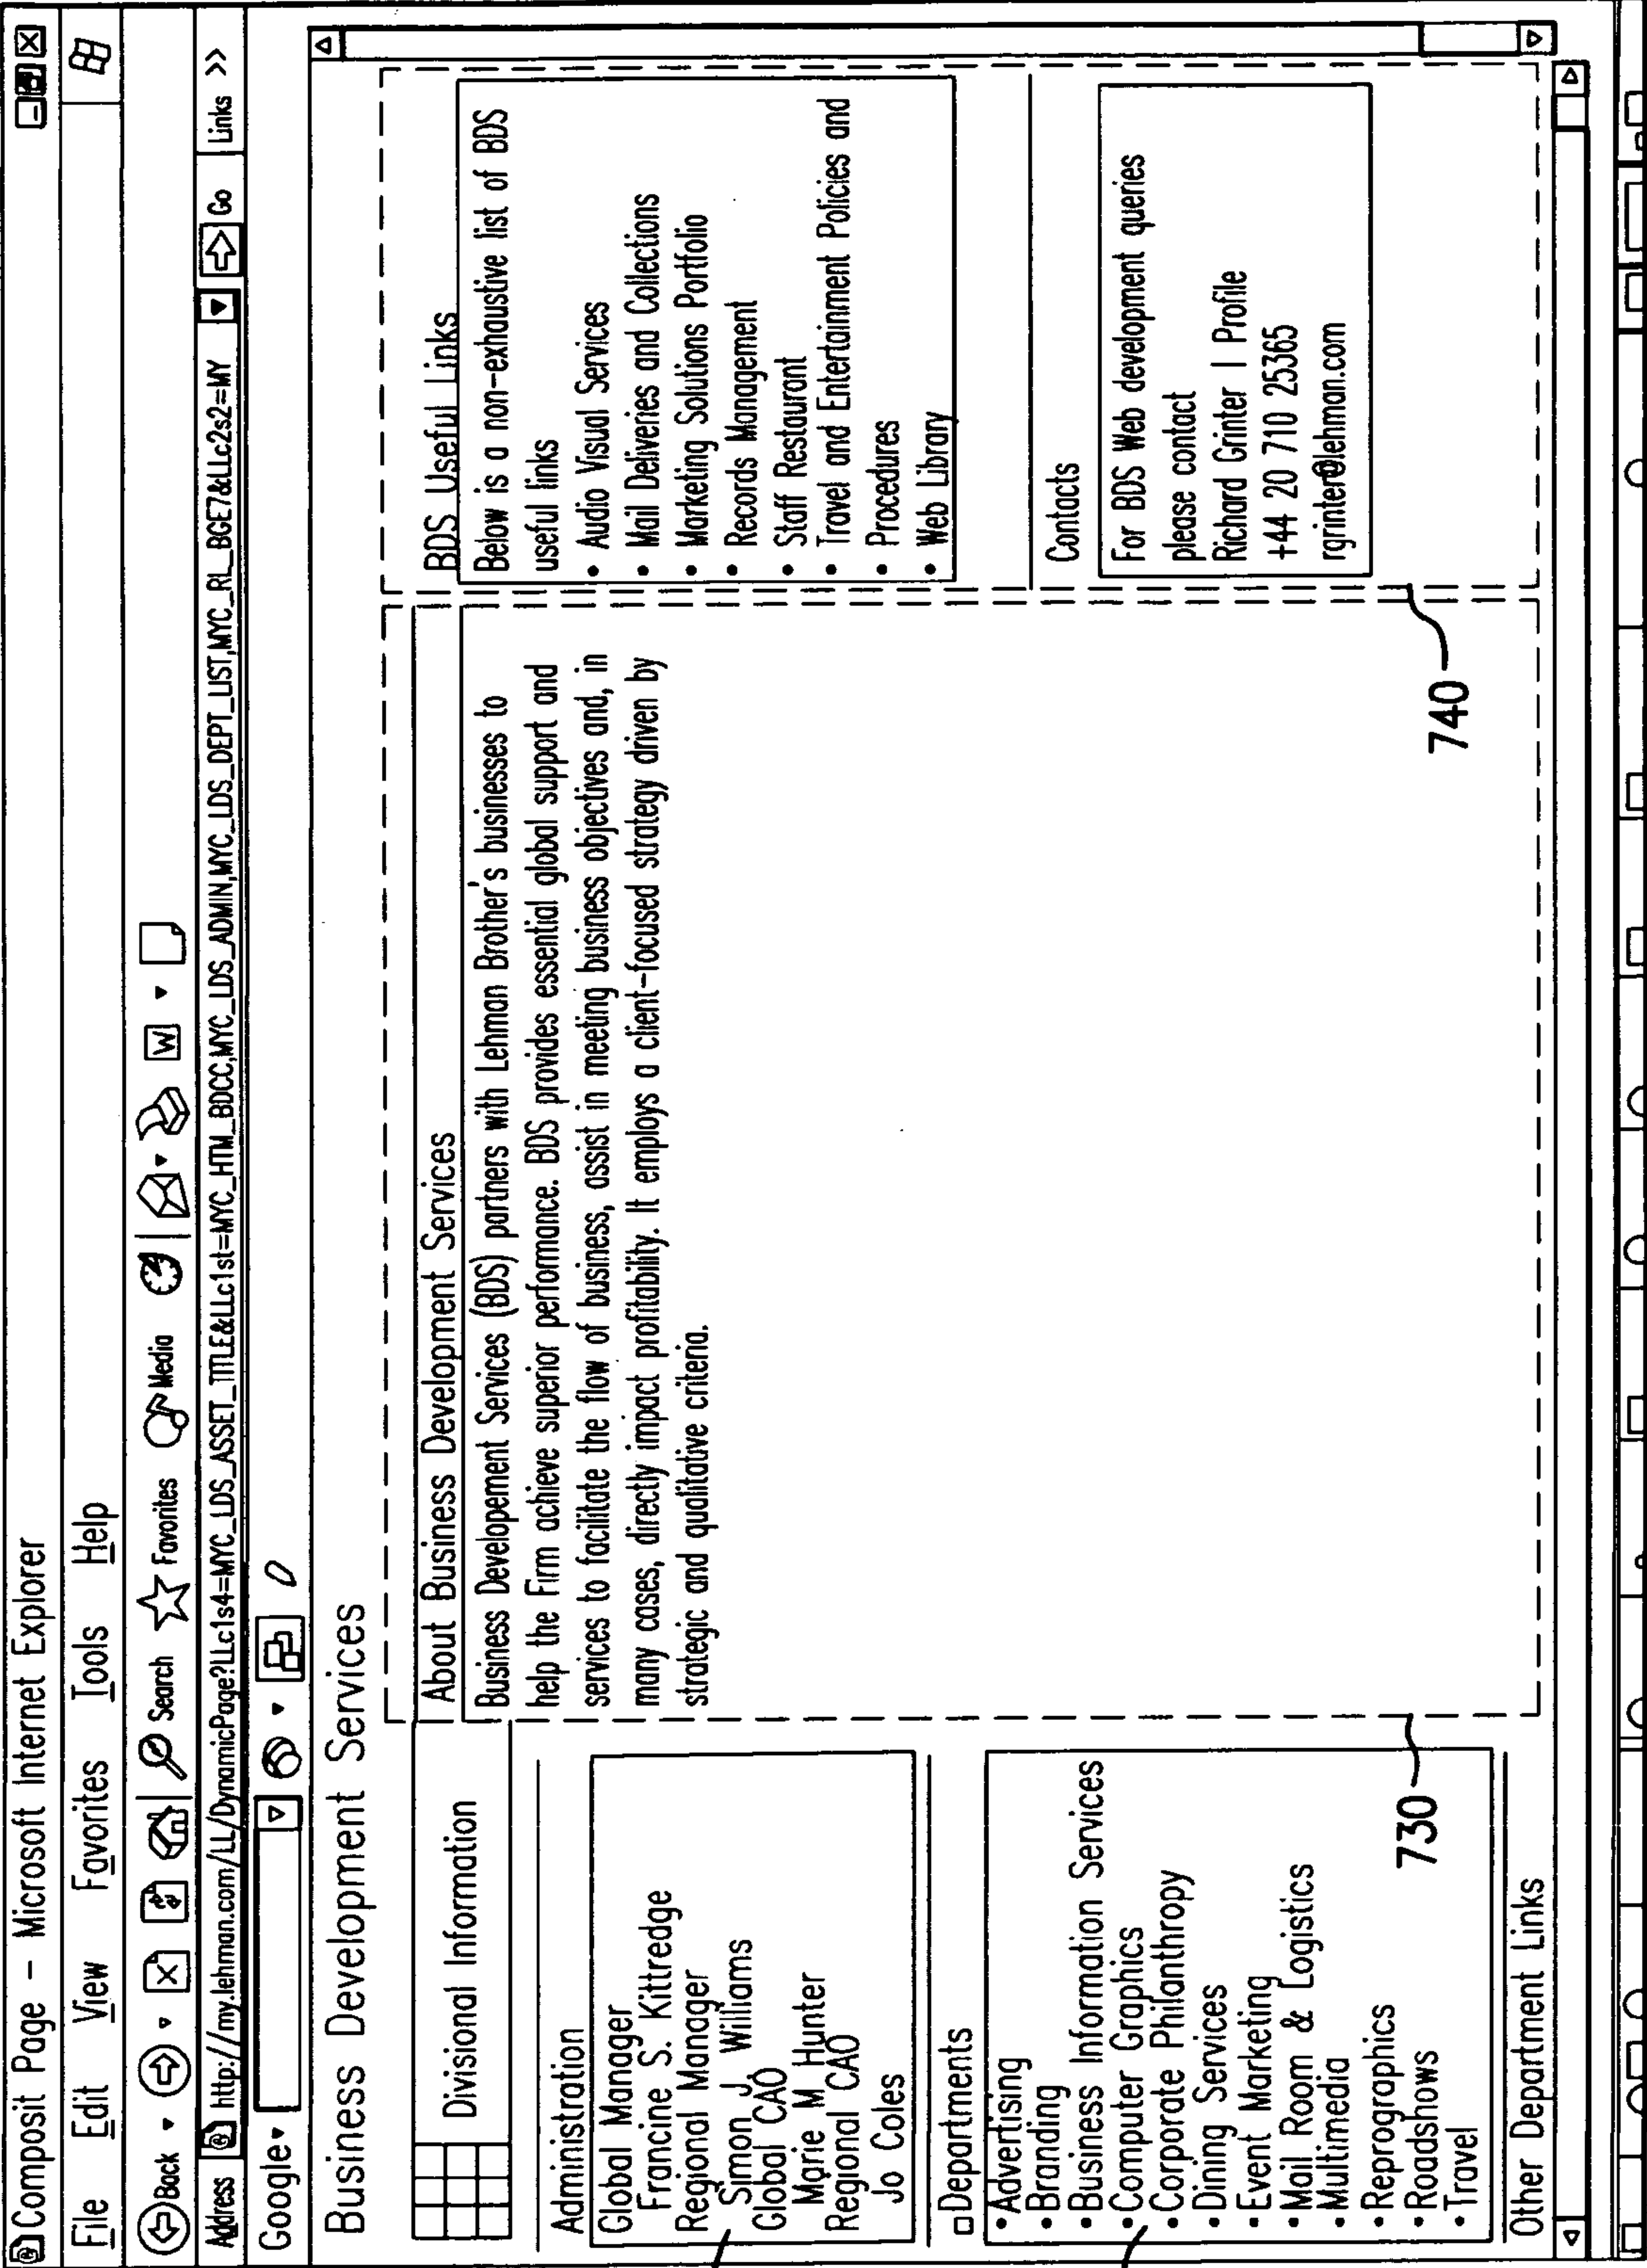 Composit Page – Microsoft Internet Explorer
File Edit View Favorites Tools Help
Back Search Favorites Media W
Address http://my.lehman.com/LL/DynamicPage?LLc1s4=MYC_LDS_ASSET_TITLE&LLc1st=MYC_HTM_BDCC,MYC_LDS_ADMIN,MYC_LDS_DEPT_LIST,MYC_RL_BGE7&LLc2s2=MY Go Links >>
Google
Business Development Services
Divisional Information
Administration
Global Manager
Francine S. Kittredge
Regional Manager
Simon J Williams
Global CAO
Marie M Hunter
Regional CAO
Jo Coles
Departments
• Advertising
• Branding
• Business Information Services
• Computer Graphics
• Corporate Philanthropy
• Dining Services
• Event Marketing
• Mail Room & Logistics
• Multimedia
• Reprographics
• Roadshows
• Travel
Other Department Links
730
About Business Development Services
Business Developement Services (BDS) partners with Lehman Brother's businesses to
help the Firm achieve superior performance. BDS provides essential global support and
services to facilitate the flow of business, assist in meeting business objectives and, in
many cases, directly impact profitability. It employs a client-focused strategy driven by
strategic and qualitative criteria.
740
BDS Useful Links
Below is a non-exhaustive list of BDS
useful links
• Audio Visual Services
• Mail Deliveries and Collections
• Marketing Solutions Portfolio
• Records Management
• Staff Restaurant
• Travel and Entertainment Policies and
• Procedures
• Web Library
Contacts
For BDS Web development queries
please contact
Richard Grinter | Profile
+44 20 710 25365
rgrinter@lehman.com